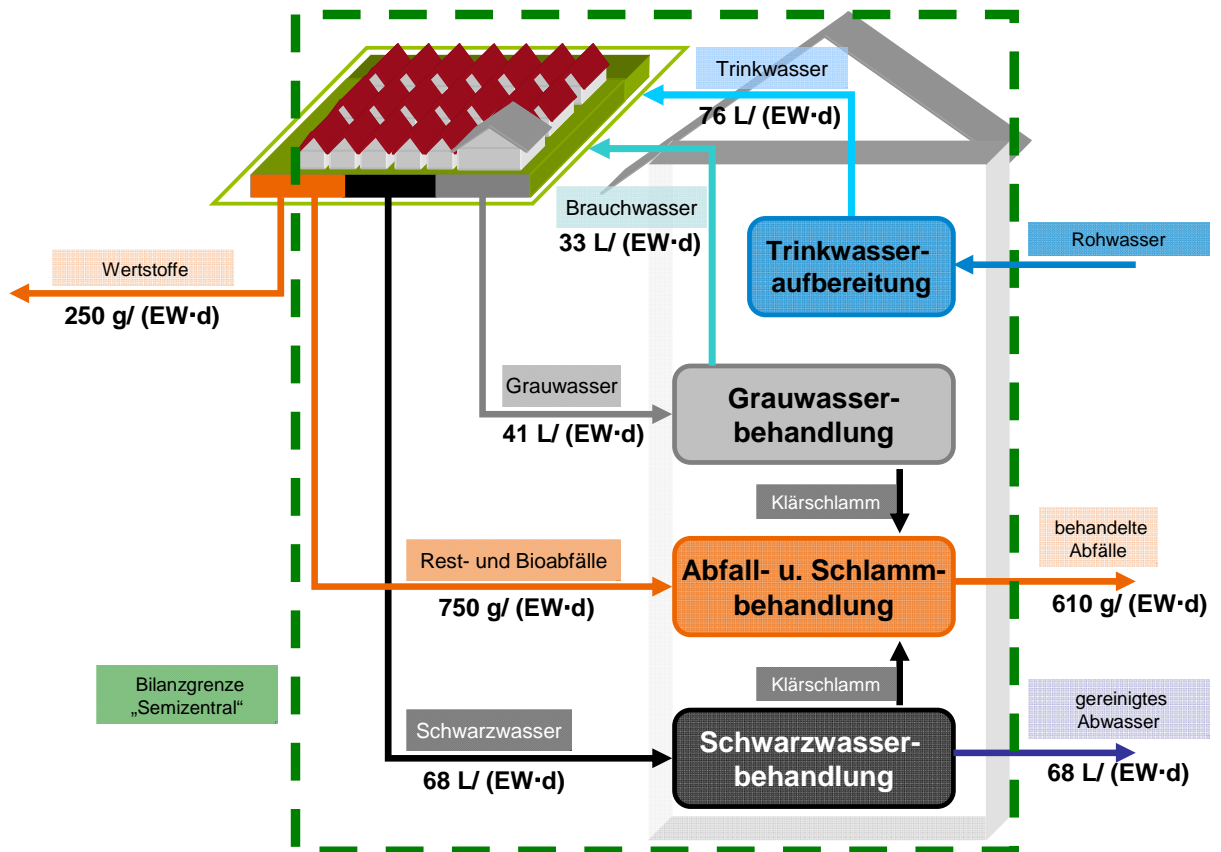 Trinkwasser
76 L/ (EW·d)
Brauchwasser
33 L/ (EW·d)
Trinkwasser-
aufbereitung
Rohwasser
Wertstoffe
250 g/ (EW·d)
Grauwasser
41 L/ (EW·d)
Grauwasser-
behandlung
Klärschlamm
Rest- und Bioabfälle
750 g/ (EW·d)
Abfall- u. Schlamm-
behandlung
behandelte
Abfälle
610 g/ (EW·d)
Bilanzgrenze
„Semizentral“
Klärschlamm
Schwarzwasser
68 L/ (EW·d)
Schwarzwasser-
behandlung
gereinigtes
Abwasser
68 L/ (EW·d)